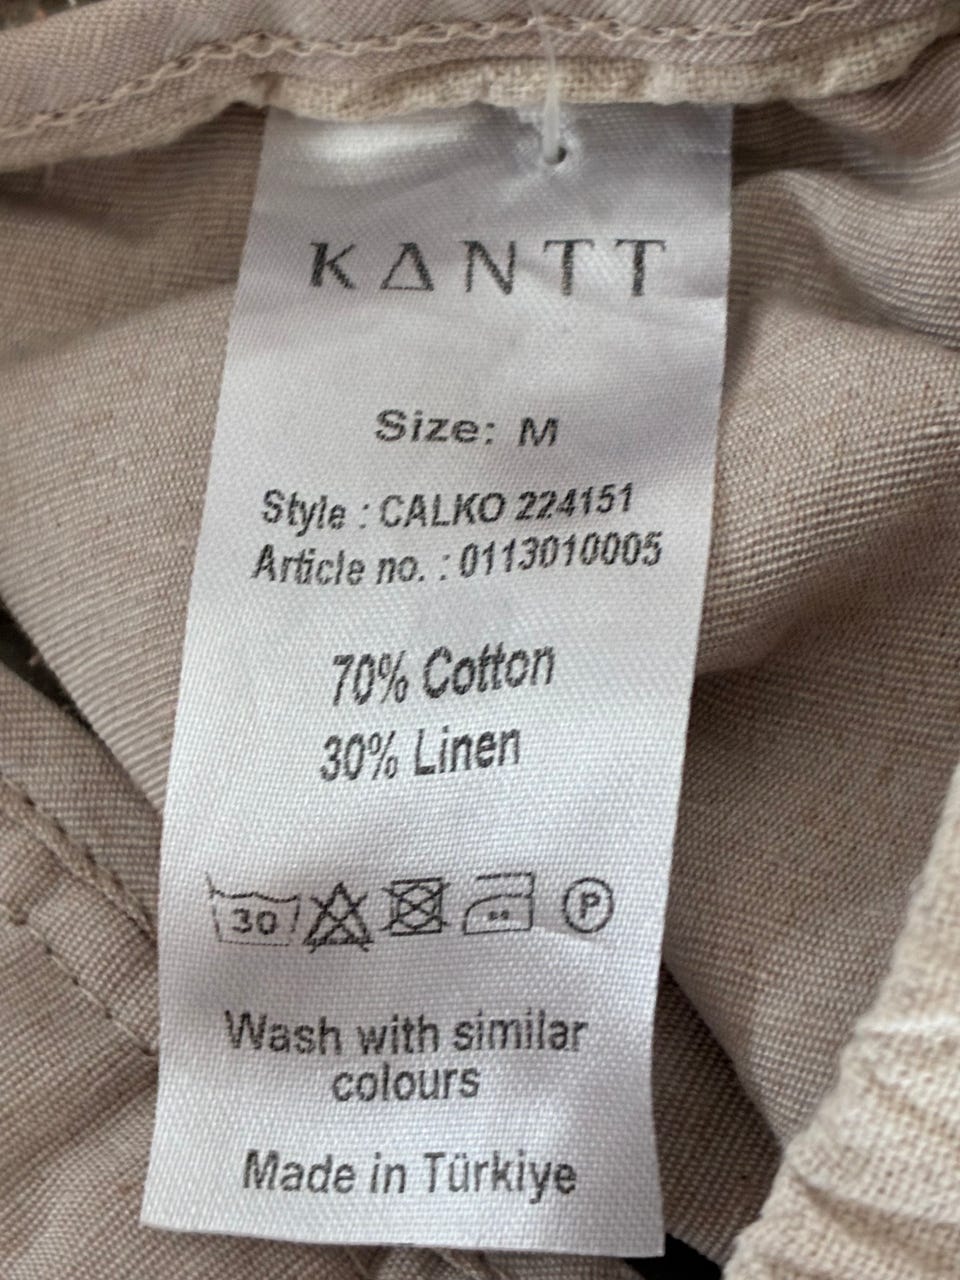 KANTT
Size: M
Style : CALKO 224151
Article no. : 0113010005
70% Cotton
30% Linen
30 P
Wash with similar
colours
Made in Türkiye